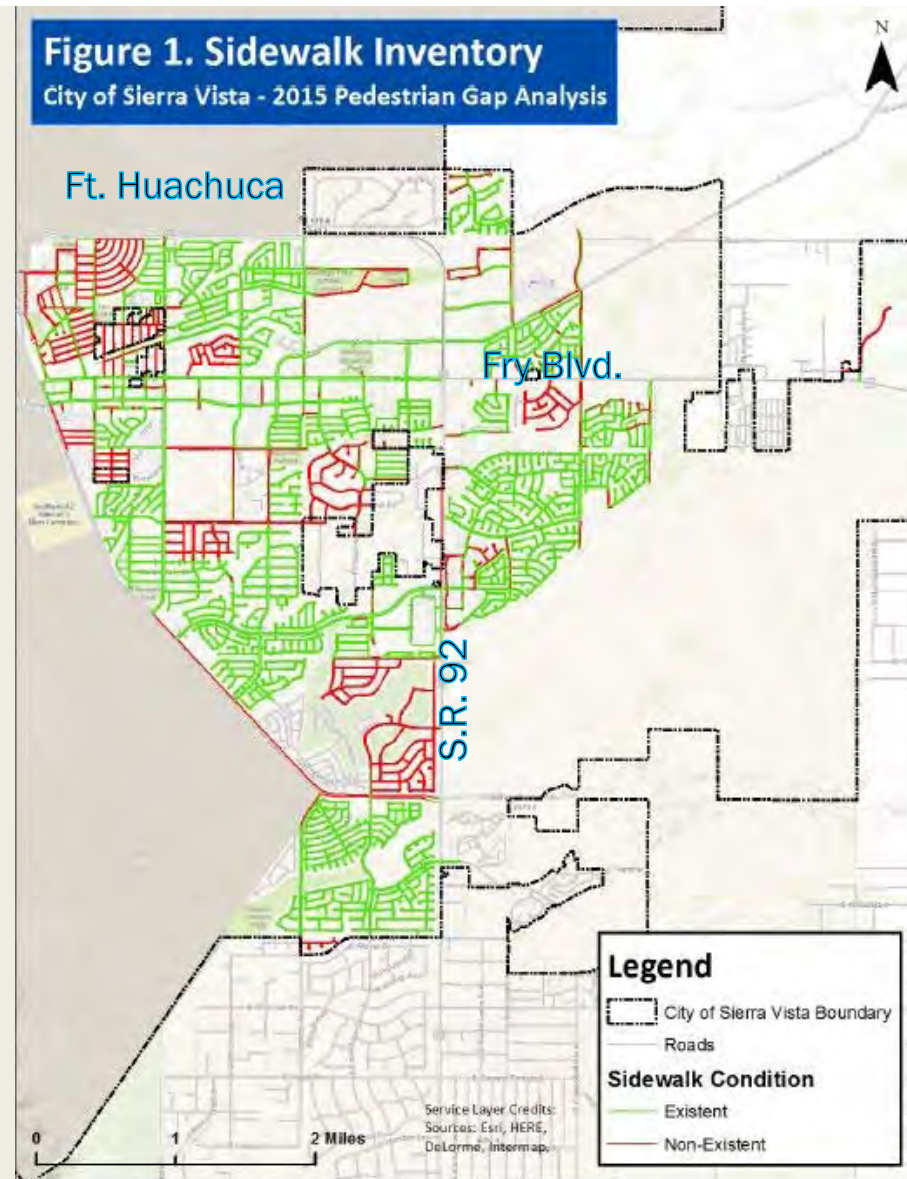 Figure 1. Sidewalk Inventory
City of Sierra Vista - 2015 Pedestrian Gap Analysis
N
Ft. Huachuca
Fry Blvd.
S.R. 92
Legend
City of Sierra Vista Boundary
Roads
Sidewalk Condition
Existent
Non-Existent
Service Layer Credits:
Sources: Esri, HERE,
DeLorme, Intermap,
0 1 2 Miles